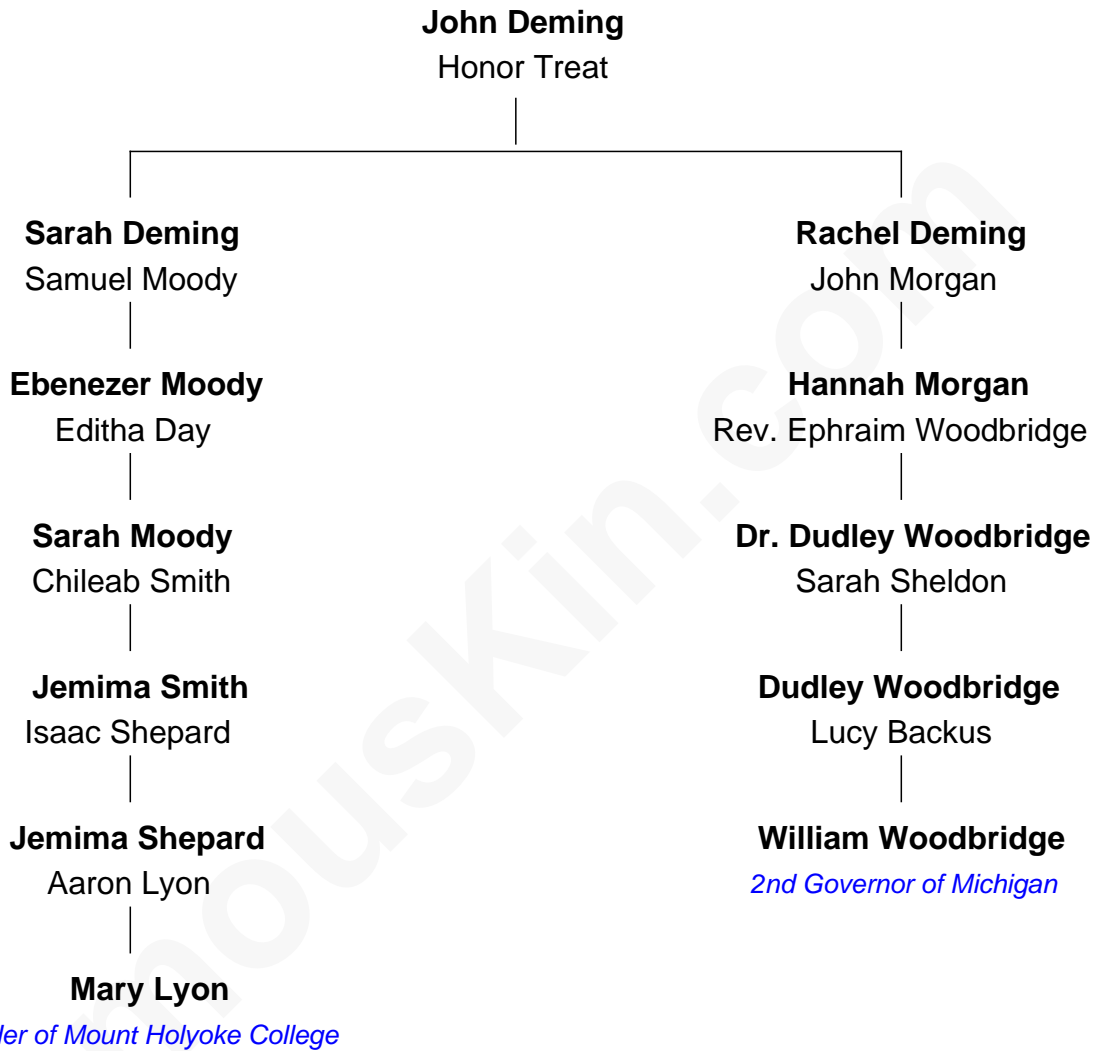 John Deming
Honor Treat
Sarah Deming
Samuel Moody
Rachel Deming
John Morgan
Ebenezer Moody
Editha Day
Hannah Morgan
Rev. Ephraim Woodbridge
Sarah Moody
Chileab Smith
Dr. Dudley Woodbridge
Sarah Sheldon
Jemima Smith
Isaac Shepard
Dudley Woodbridge
Lucy Backus
Jemima Shepard
Aaron Lyon
William Woodbridge
2nd Governor of Michigan
Mary Lyon
of Mount Holyoke College
mouskin.com